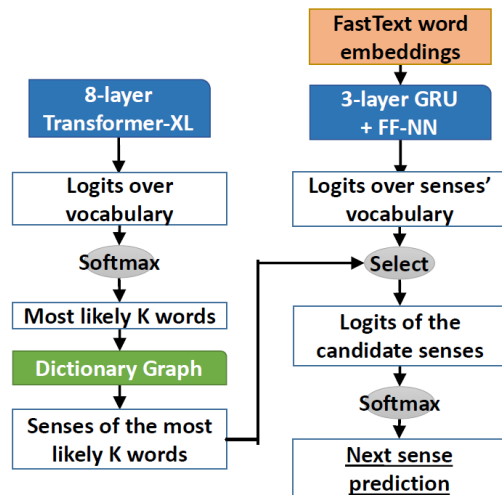 8-layer
Transformer-XL
Logits over
vocabulary
Softmax
Most likely K words
Dictionary Graph
Senses of the most
likely K words
FastText word
embeddings
3-layer GRU
+ FF-NN
Logits over senses'
vocabulary
Select
Logits of the
candidate senses
Softmax
Next sense
prediction